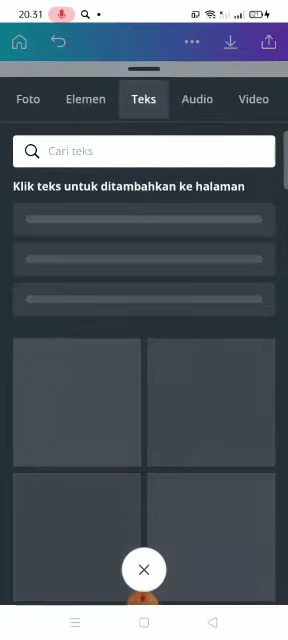 20.31
Foto Elemen Teks Audio Video
Cari teks
Klik teks untuk ditambahkan ke halaman